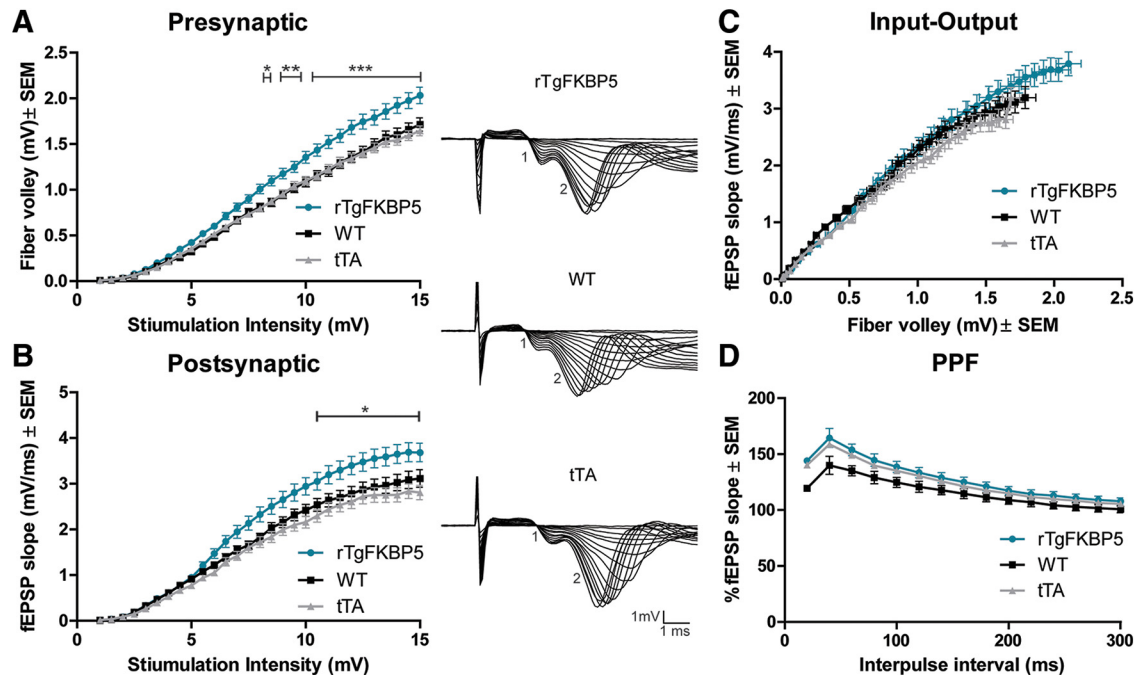 A
Presynaptic
Fiber volley (mV)± SEM
2.5
2.0
1.5
1.0
0.5
0.0
* ** ***
rTgFKBP5
WT
tTA
0 5 10 15
Stiumulation Intensity (mV)
B
Postsynaptic
fEPSP slope (mV/ms) ± SEM
5
4
3
2
1
0
*
rTgFKBP5
WT
tTA
0 5 10 15
Stiumulation Intensity (mV)
rTgFKBP5
1
2
WT
1
2
tTA
1
2
1mV
1 ms
C
Input-Output
fEPSP slope (mV/ms) ± SEM
4
3
2
1
0
rTgFKBP5
WT
tTA
0.0 0.5 1.0 1.5 2.0 2.5
Fiber volley (mV)± SEM
D
PPF
%fEPSP slope ± SEM
200
150
100
50
0
rTgFKBP5
WT
tTA
0 100 200 300
Interpulse interval (ms)